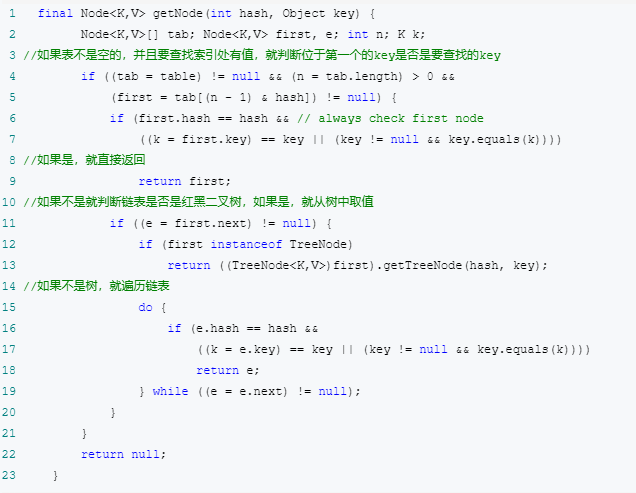 1 final Node<K,V> getNode(int hash, Object key) {
2 Node<K,V>[] tab; Node<K,V> first, e; int n; K k;
3 //如果表不是空的，并且要查找索引处有值，就判断位于第一个的key是否是要查找的key
4 if ((tab = table) != null && (n = tab.length) > 0 &&
5 (first = tab[(n - 1) & hash]) != null) {
6 if (first.hash == hash && // always check first node
7 ((k = first.key) == key || (key != null && key.equals(k))))
8 //如果是，就直接返回
9 return first;
10 //如果不是就判断链表是否是红黑二叉树，如果是，就从树中取值
11 if ((e = first.next) != null) {
12 if (first instanceof TreeNode)
13 return ((TreeNode<K,V>)first).getTreeNode(hash, key);
14 //如果不是树，就遍历链表
15 do {
16 if (e.hash == hash &&
17 ((k = e.key) == key || (key != null && key.equals(k))))
18 return e;
19 } while ((e = e.next) != null);
20 }
21 }
22 return null;
23 }